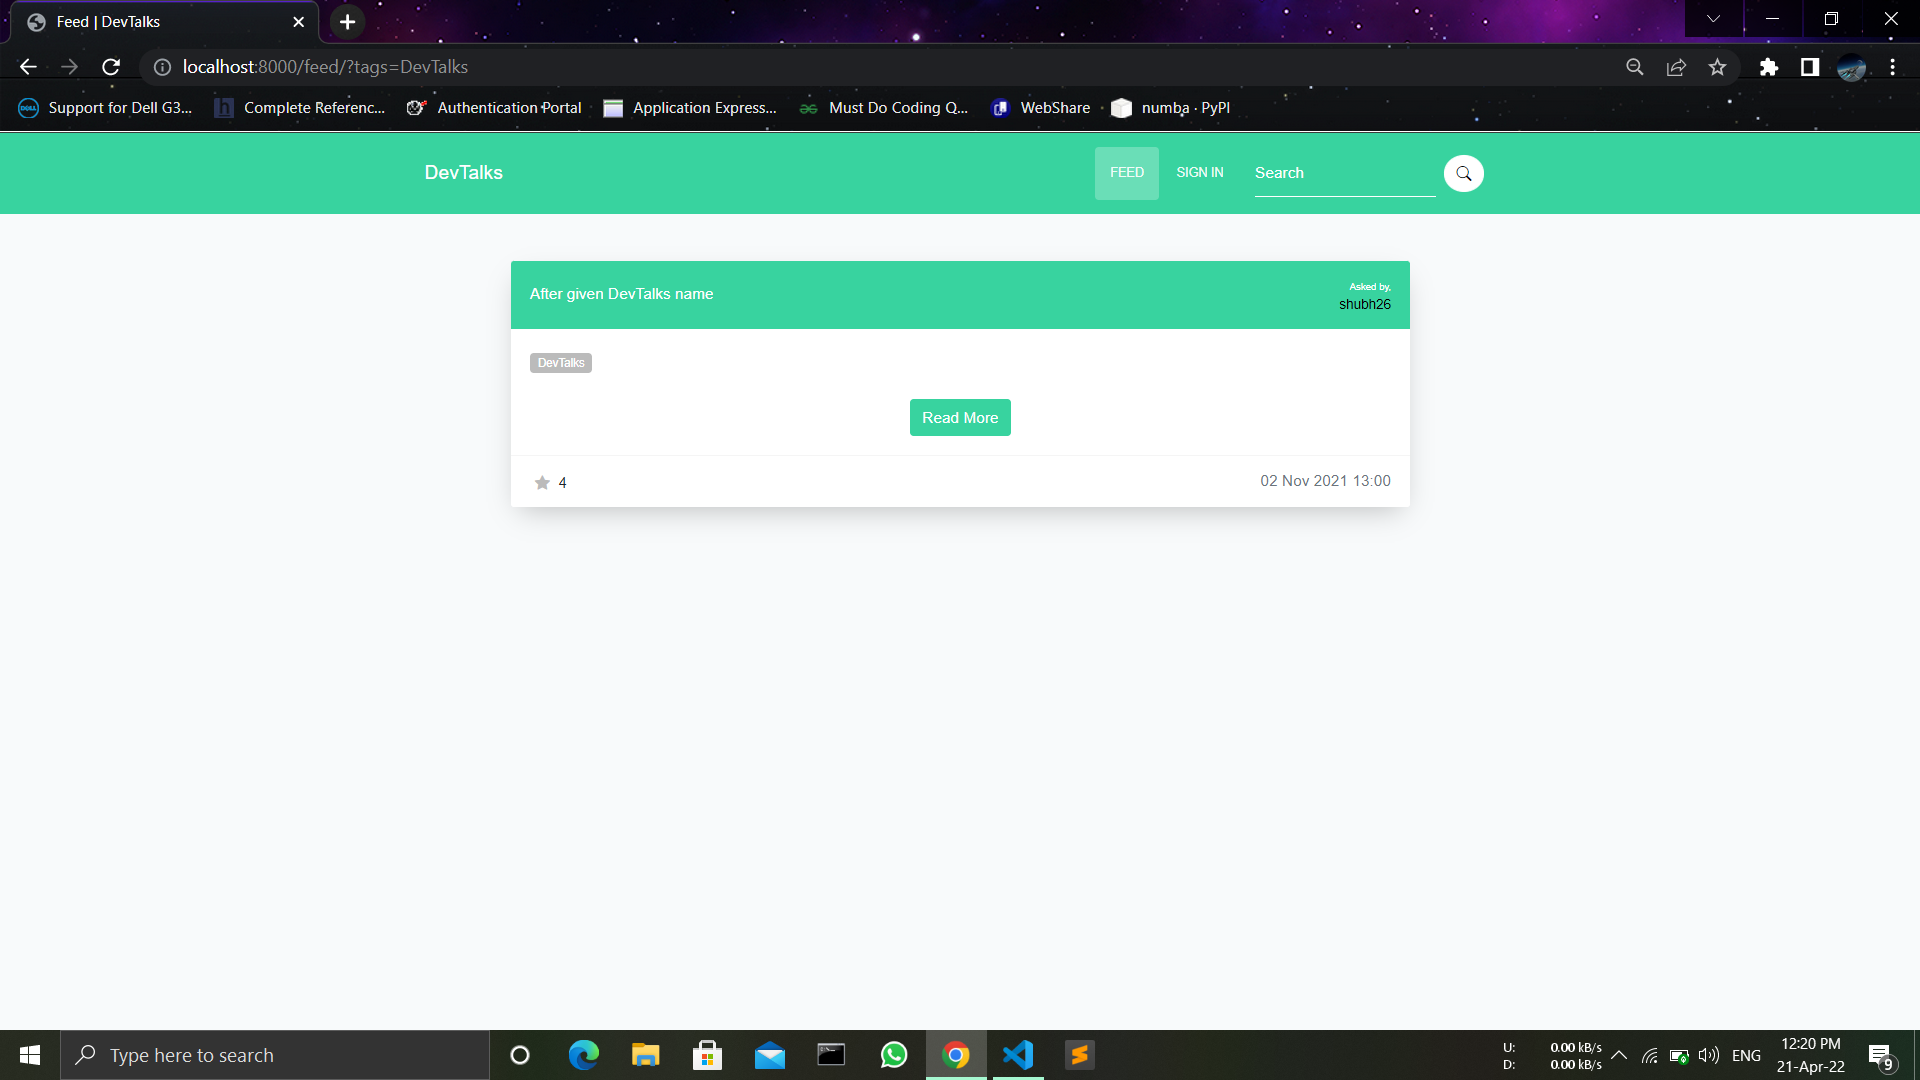 Feed | DevTalks
localhost:8000/feed/?tags=DevTalks
Support for Dell G3... Complete Referenc... Authentication Portal Application Express... Must Do Coding Q... WebShare numba · PyPI
DevTalks FEED SIGN IN Search
After given DevTalks name
Asked by,
shubh26
DevTalks
Read More
4 02 Nov 2021 13:00
Type here to search
U: 0.00 kB/s
D: 0.00 kB/s
ENG
12:20 PM
21-Apr-22
9